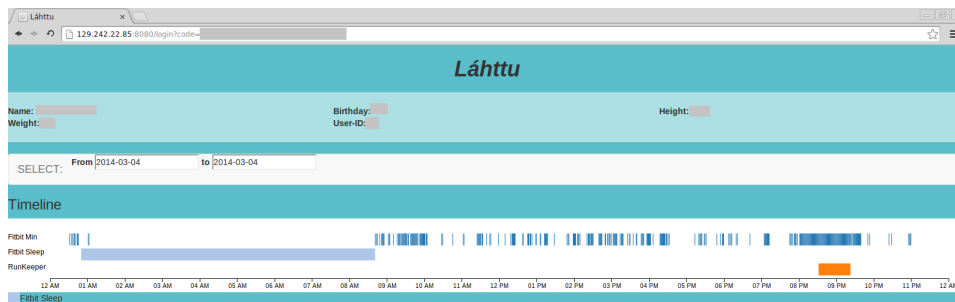 Láhttu
129.242.22.85:8080/login?code=
Láhttu
Name: Birthday: Height:
Weight: User-ID:
SELECT: From 2014-03-04 to 2014-03-04
Timeline
Fitbit Min
Fitbit Sleep
RunKeeper
12 AM 01 AM 02 AM 03 AM 04 AM 05 AM 06 AM 07 AM 08 AM 09 AM 10 AM 11 AM 12 PM 01 PM 02 PM 03 PM 04 PM 05 PM 06 PM 07 PM 08 PM 09 PM 10 PM 11 PM 12 AM
Fitbit Sleep